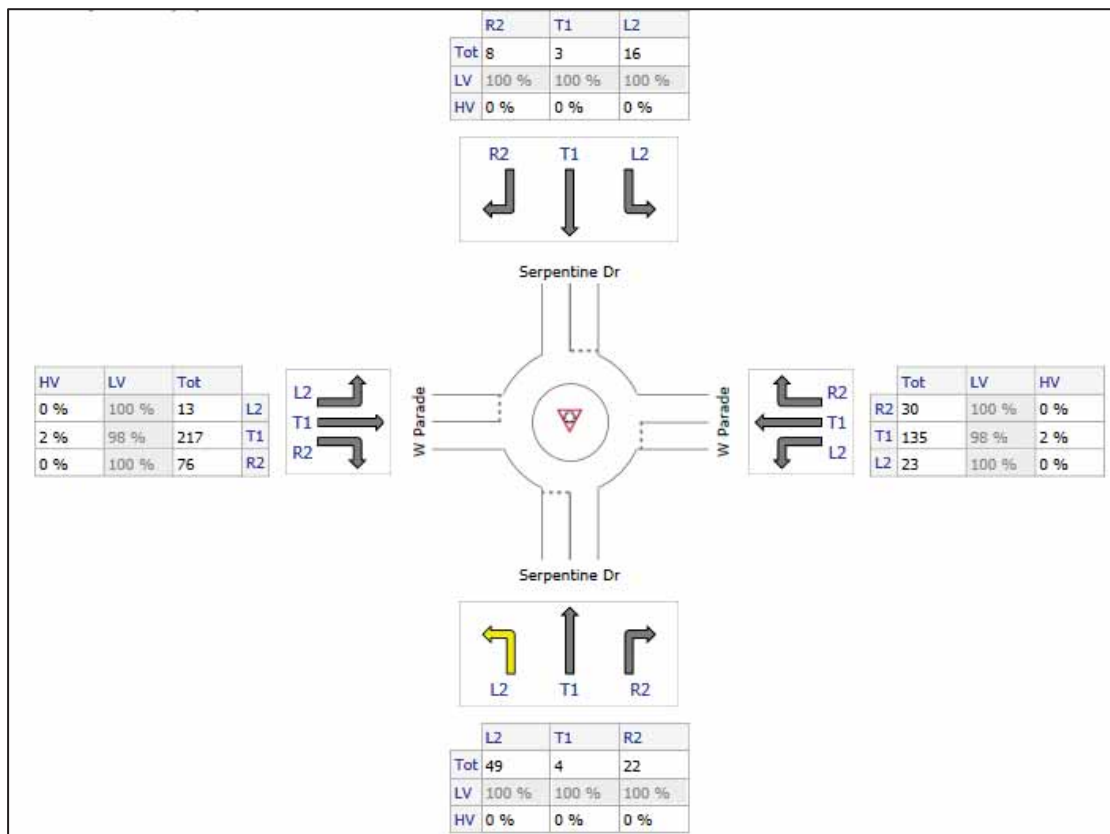 R2 T1 L2
Tot 8 3 16
LV 100 % 100 % 100 %
HV 0 % 0 % 0 %
R2 T1 L2
Serpentine Dr
HV LV Tot
0 % 100 % 13 L2
2 % 98 % 217 T1
0 % 100 % 76 R2
L2
T1
R2
W Parade
W Parade
R2
T1
L2
Tot LV HV
R2 30 100 % 0 %
T1 135 98 % 2 %
L2 23 100 % 0 %
Serpentine Dr
L2 T1 R2
L2 T1 R2
Tot 49 4 22
LV 100 % 100 % 100 %
HV 0 % 0 % 0 %